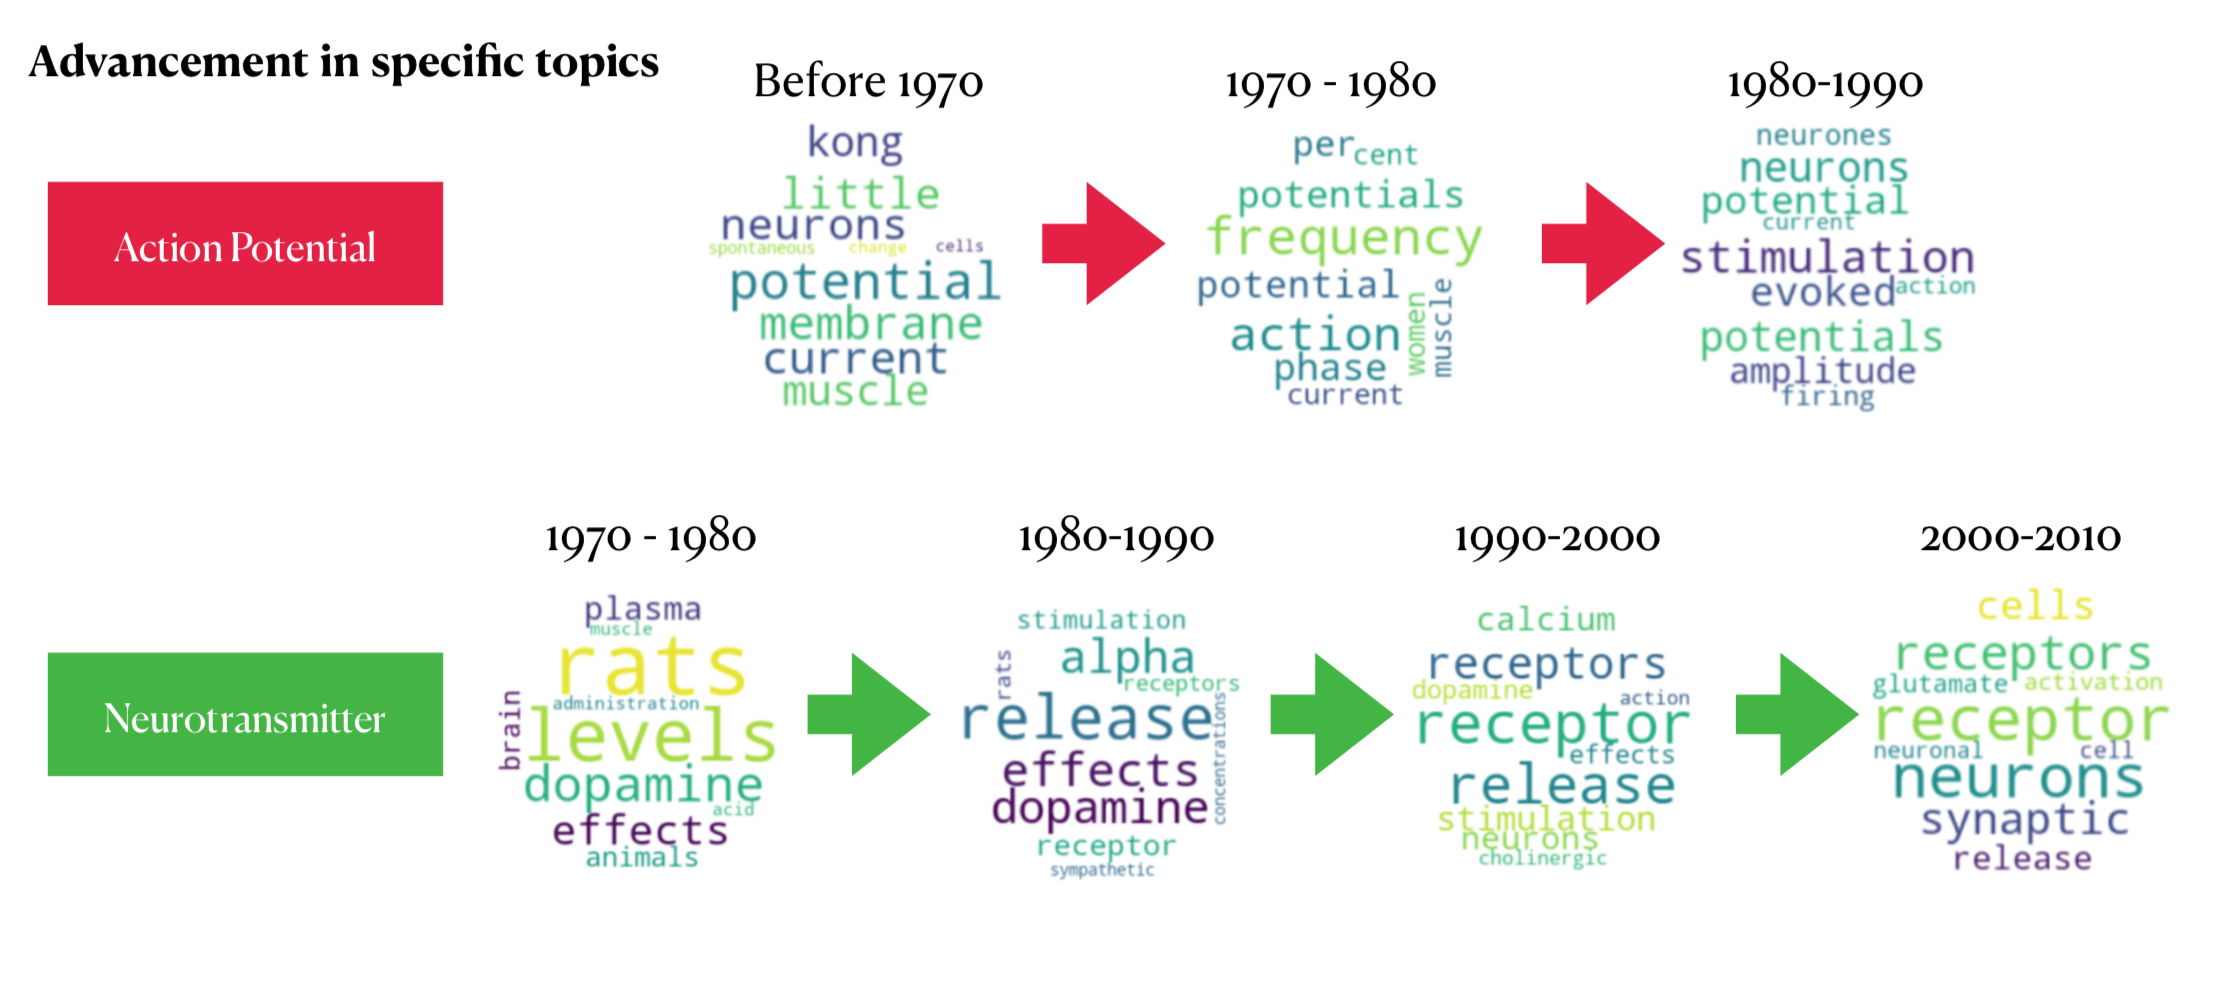 Advancement in specific topics
Before 1970
1970 - 1980
1980-1990
Action Potential
kong
little
neurons
spontaneous change cells
potential
membrane
current
muscle
per cent
potentials
frequency
potential
action
women
muscle
phase
current
neurones
neurons
potential
current
stimulation
evoked action
potentials
amplitude
firing
1970 - 1980
1980-1990
1990-2000
2000-2010
Neurotransmitter
plasma
muscle
rats
administration
brain
levels
dopamine
acid
effects
animals
stimulation
rats
alpha
receptors
release
concentrations
effects
dopamine
receptor
sympathetic
calcium
receptors
dopamine action
receptor
effects
release
stimulation
neurons
cholinergic
cells
receptors
glutamate activation
receptor
neuronal cell
neurons
synaptic
release